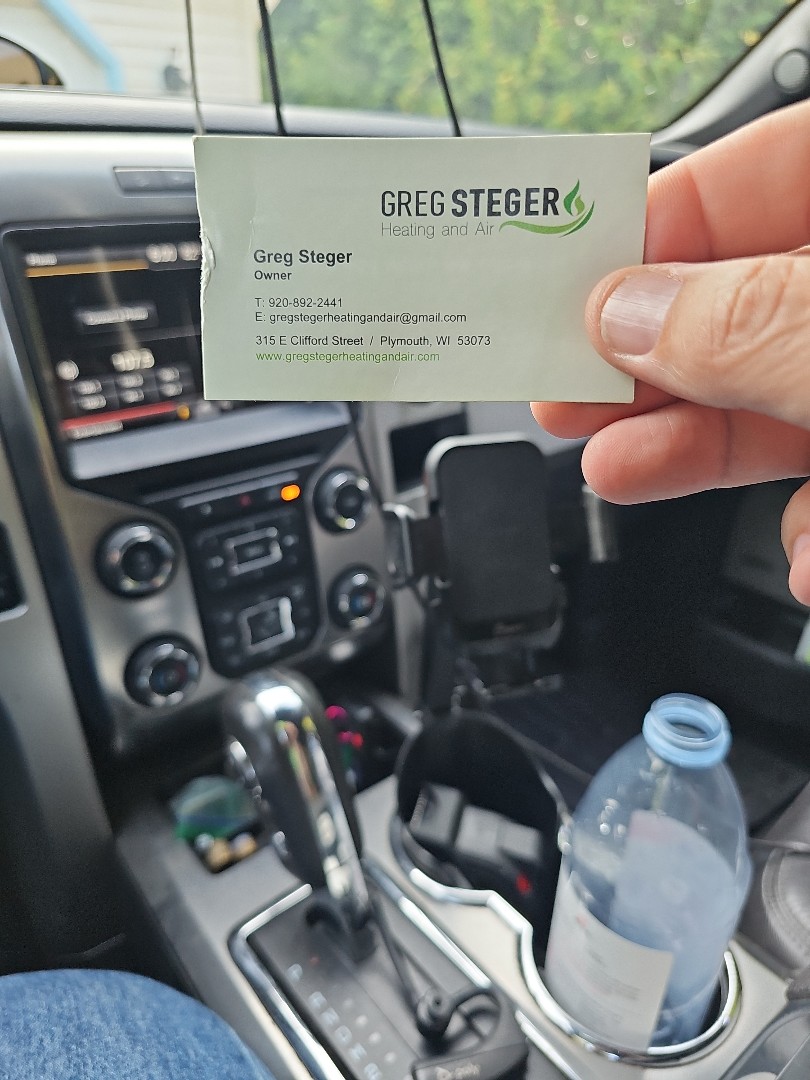 GREG STEGER
Heating and Air
Greg Steger
Owner
T: 920-892-2441
E: gregstegerheatingandair@gmail.com
315 E Clifford Street / Plymouth, WI 53073
www.gregstegerheatingandair.com